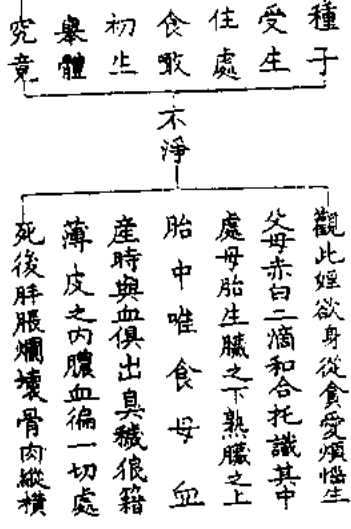 種子
受生
住處
食噉
初生
舉體
究竟
不淨
觀此婬欲身從貪愛煩惱生
父母赤白二滴和合托識其中
處母胎生臟之下熟臟之上
胎中唯食母血
產時與血俱出臭穢狼籍
薄皮之内膿血徧一切處
死後胖脹爛壞骨肉縱橫